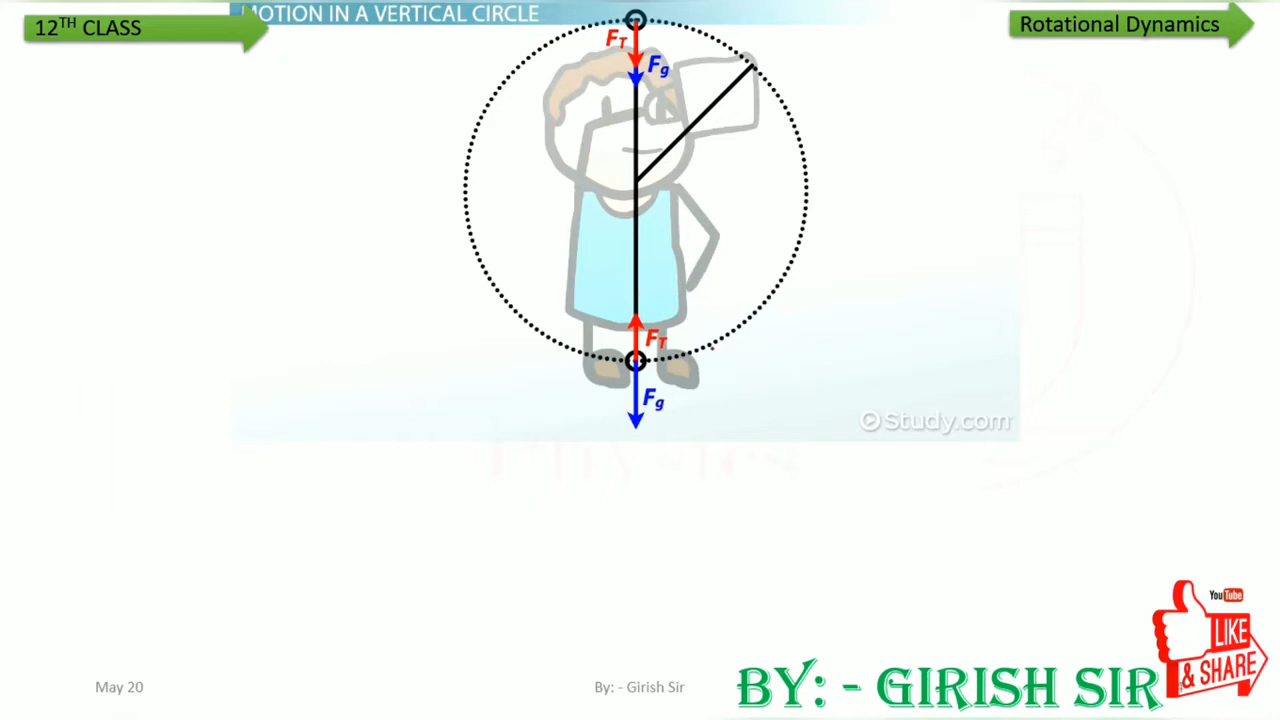 MOTION IN A VERTICAL CIRCLE
12TH CLASS
Rotational Dynamics
FT
Fg
FT
Fg
Study.com
Physics
YouTube
LIKE
& SHARE
May 20
By: - Girish Sir
BY: - GIRISH SIR